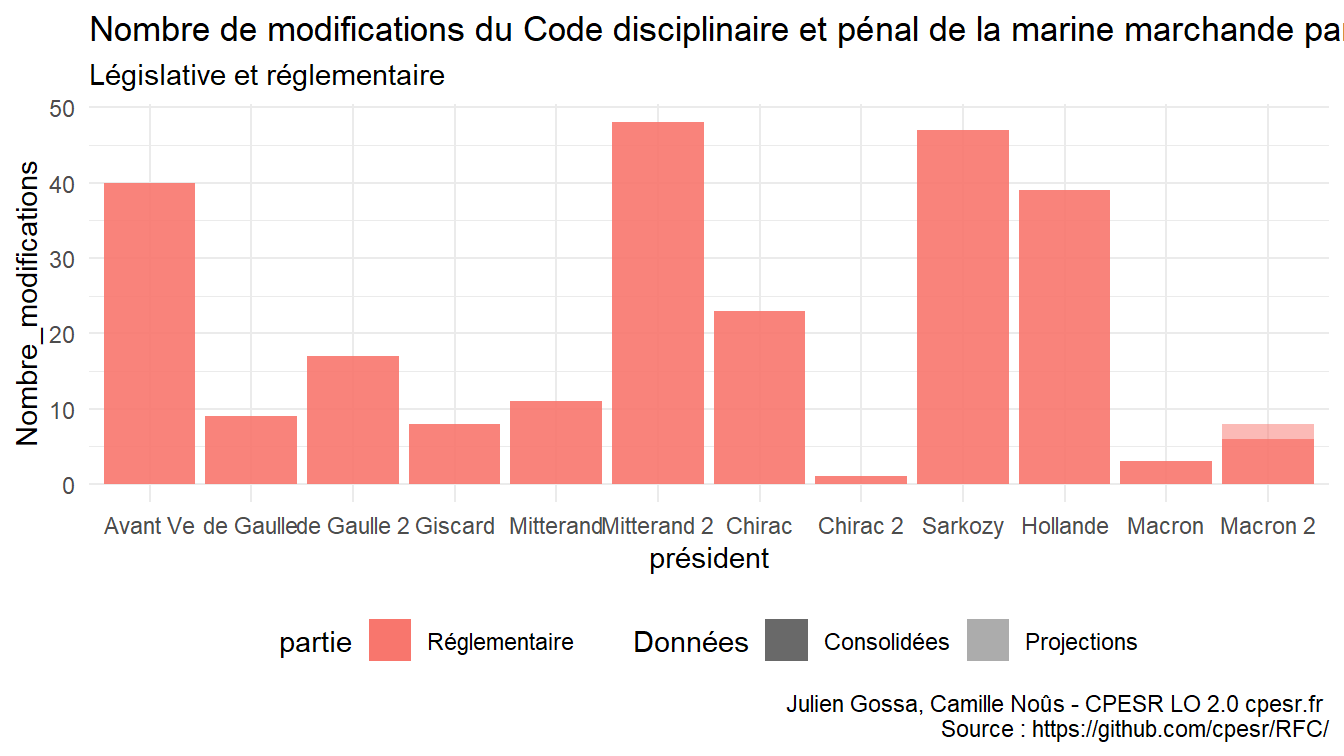 Nombre de modifications du Code disciplinaire et pénal de la marine marchande par
Législative et réglementaire
Nombre_modifications
50
40
30
20
10
0
Avant Ve de Gaulle de Gaulle 2 Giscard Mitterand Mitterand 2 Chirac Chirac 2 Sarkozy Hollande Macron Macron 2
président
partie Réglementaire Données Consolidées Projections
Julien Gossa, Camille Noûs - CPESR LO 2.0 cpesr.fr
Source : https://github.com/cpesr/RFC/